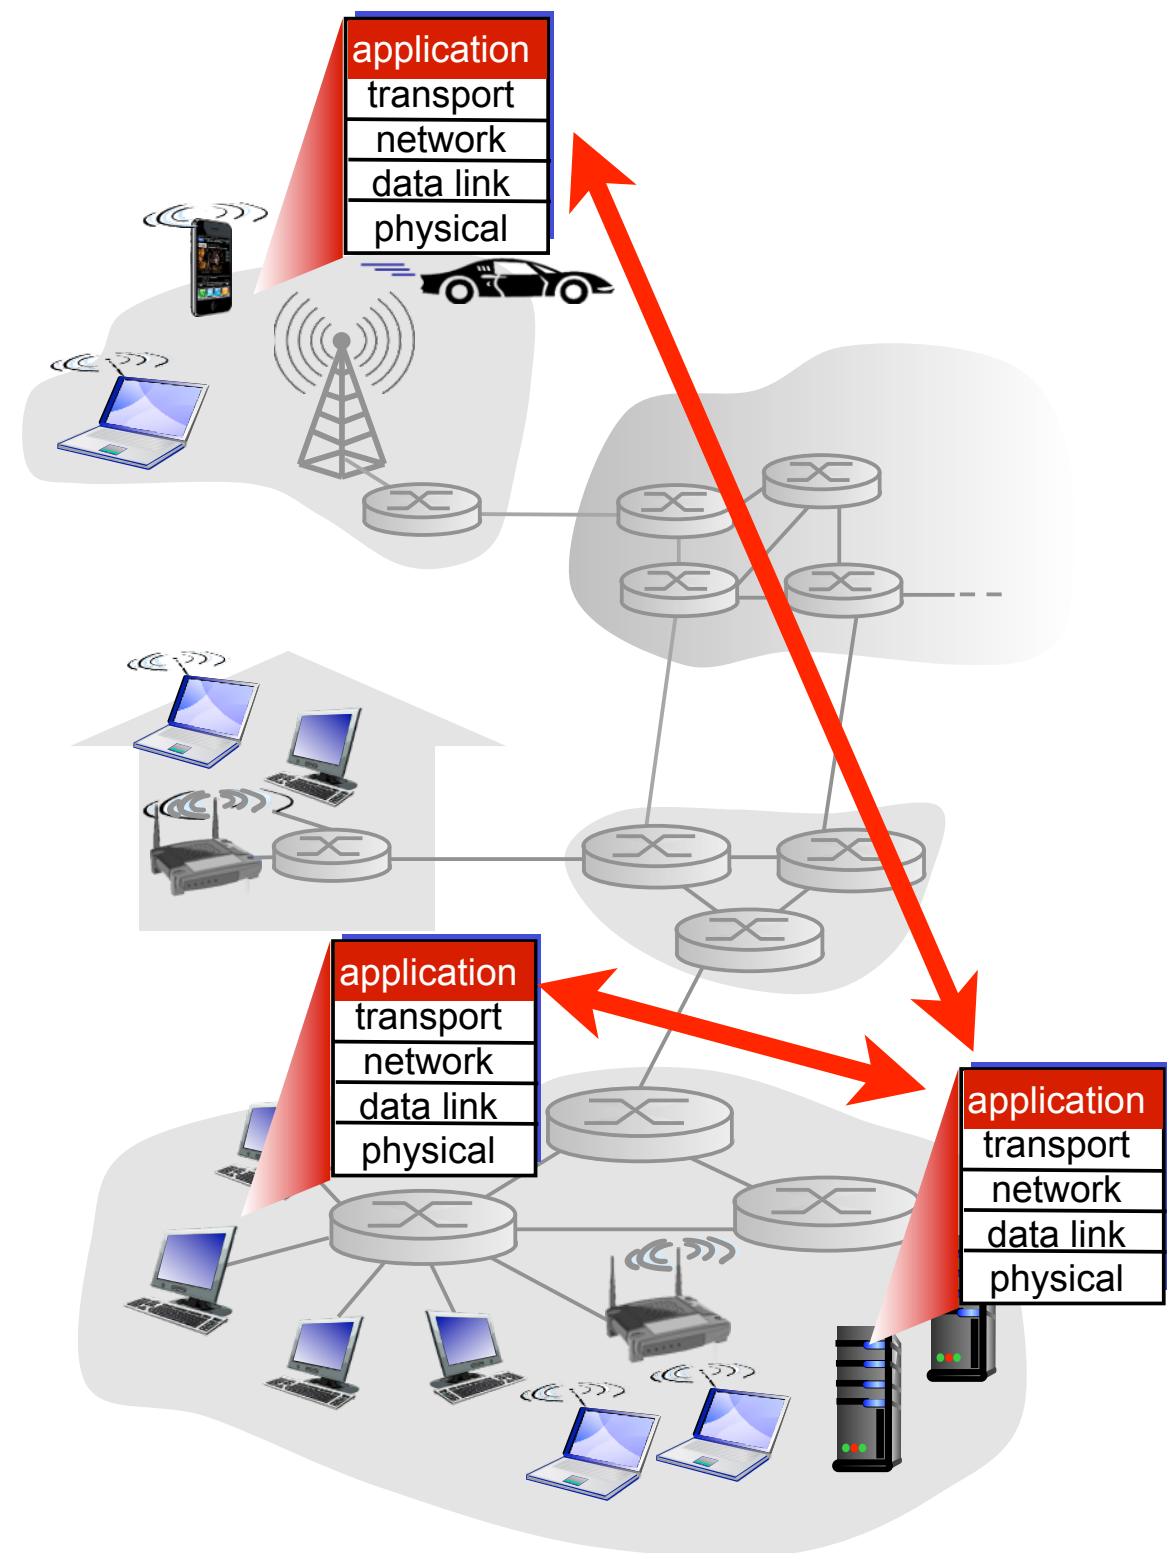 application
transport
network
data link
physical
application
transport
network
data link
physical
application
transport
network
data link
physical